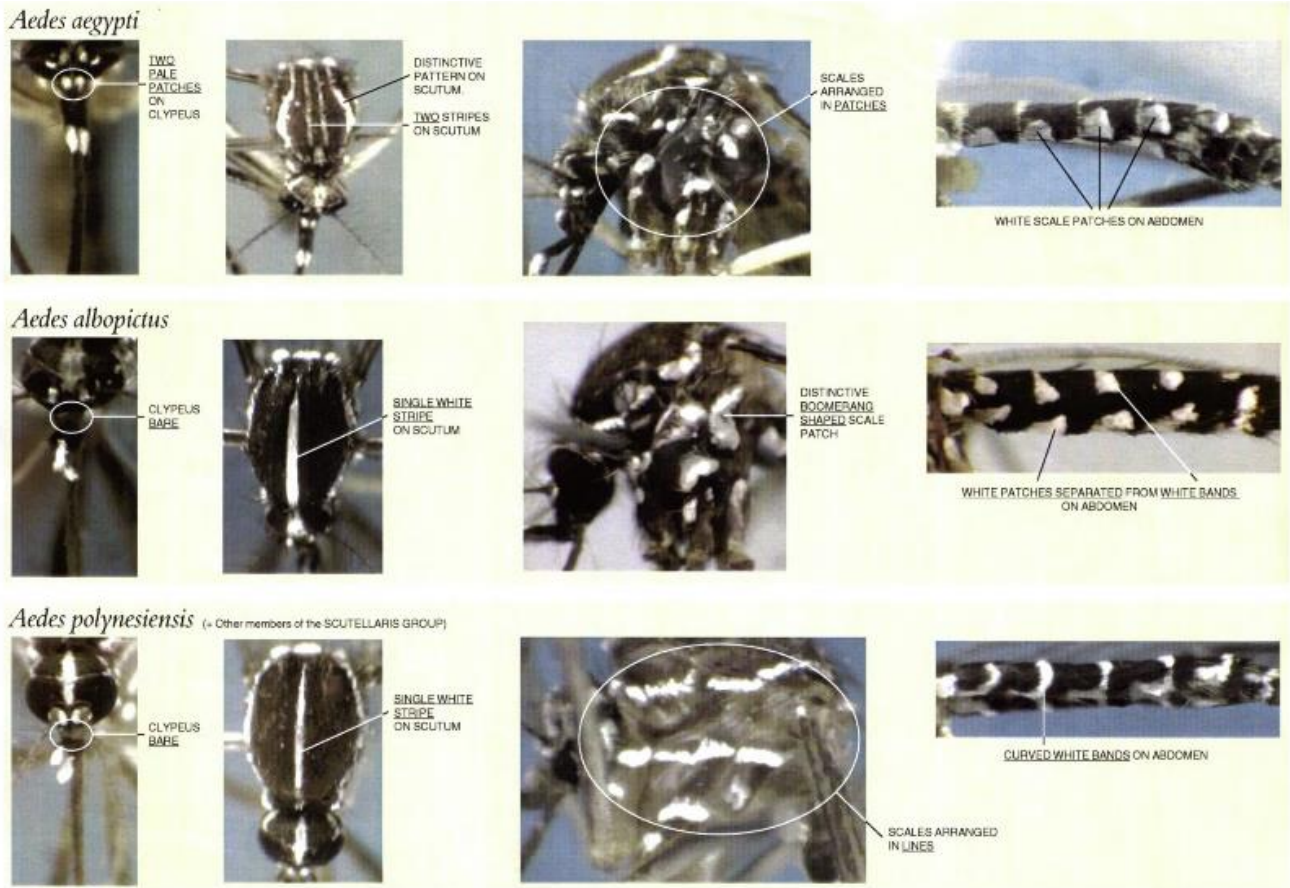 Aedes aegypti
TWO
PALE
PATCHES
ON
CLYPEUS
DISTINCTIVE
PATTERN ON
SCUTUM.
TWO STRIPES
ON SCUTUM
SCALES
ARRANGED
IN PATCHES
WHITE SCALE PATCHES ON ABDOMEN
Aedes albopictus
CLYPEUS
BARE
SINGLE WHITE
STRIPE
ON SCUTUM
DISTINCTIVE
BOOMERANG
SHAPED SCALE
PATCH
WHITE PATCHES SEPARATED FROM WHITE BANDS
ON ABDOMEN
Aedes polynesiensis (+ Other members of the SCUTELLARIS GROUP)
CLYPEUS
BARE
SINGLE WHITE
STRIPE
ON SCUTUM
SCALES ARRANGED
IN LINES
CURVED WHITE BANDS ON ABDOMEN